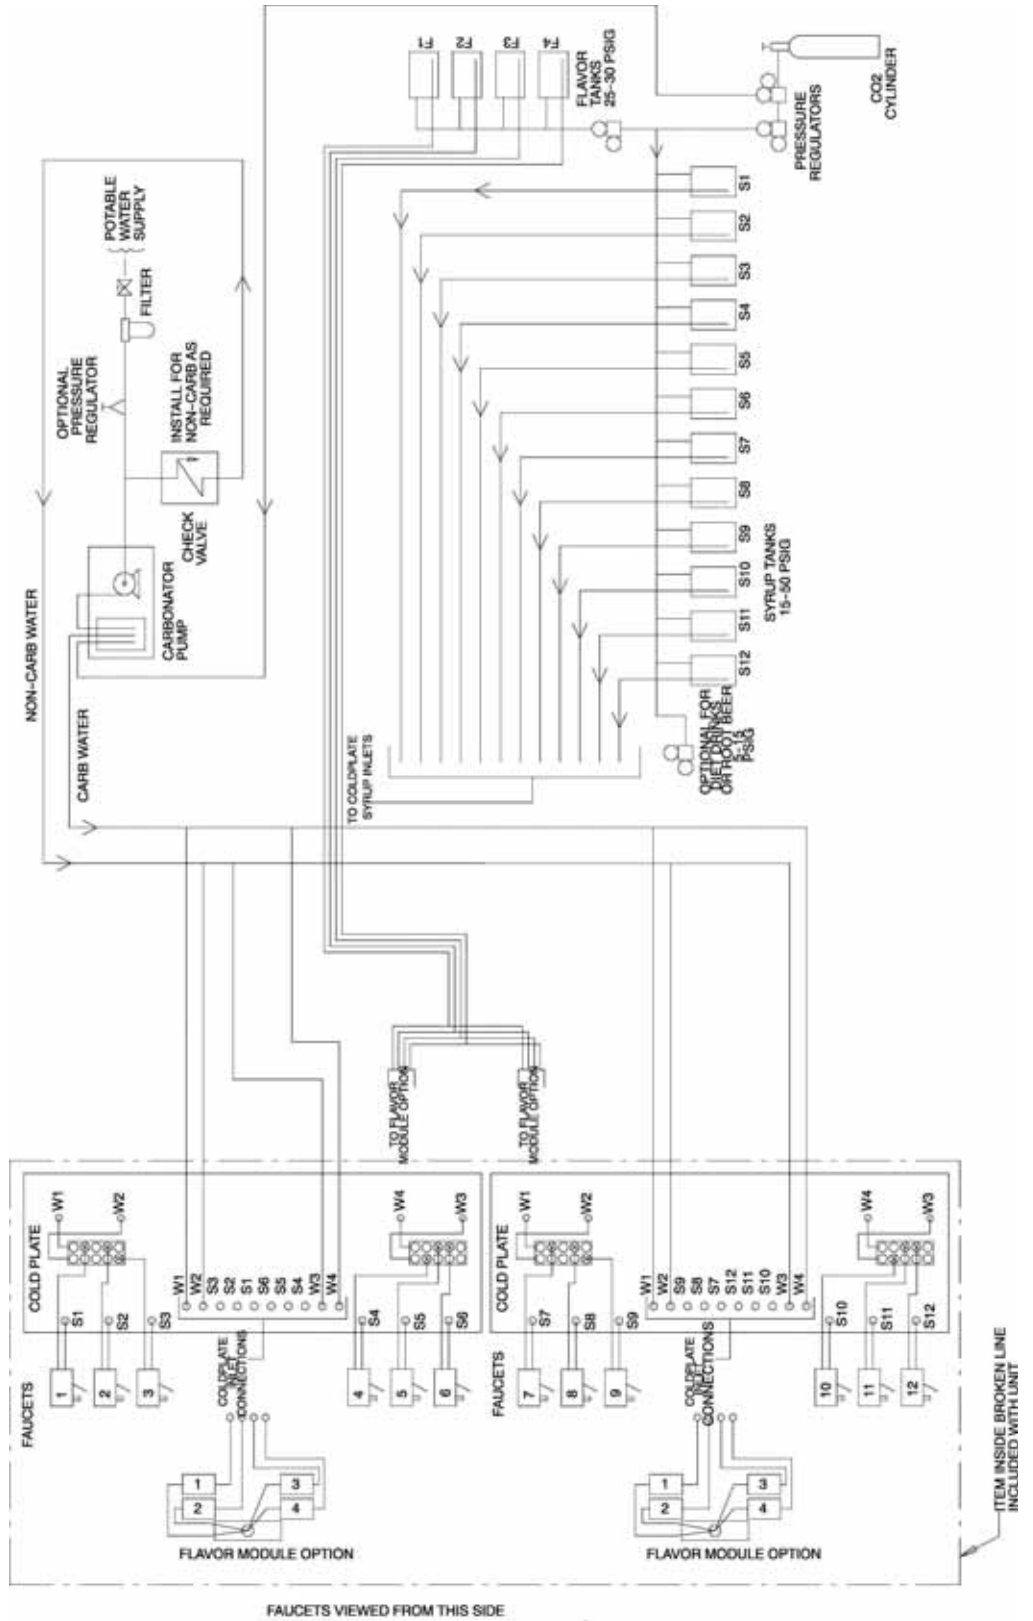 F1
F2
F3
F4
FLAVOR
TANKS
25-30 PSIG
CO2
CYLINDER
PRESSURE
REGULATORS
POTABLE
WATER
SUPPLY
FILTER
OPTIONAL
PRESSURE
REGULATOR
INSTALL FOR
NON-CARB AS
REQUIRED
CHECK
VALVE
CARBONATOR
PUMP
NON-CARB WATER
CARB WATER
S1
S2
S3
S4
S5
S6
S7
S8
S9
S10
S11
S12
SYRUP TANKS
15-50 PSIG
OPTIONAL FOR
DIET DRINKS
OR ROOT BEER
5-15
PSIG
TO COLDPLATE
SYRUP INLETS
TO FLAVOR
MODULE OPTION
TO FLAVOR
MODULE OPTION
COLD PLATE
W1
W2
W4
W3
W1
W2
S3
S2
S1
S6
S5
S4
W3
W4
S1
S2
S3
S4
S5
S6
FAUCETS
1
2
3
4
5
6
COLDPLATE
INLET
CONNECTIONS
1
2
3
4
FLAVOR MODULE OPTION
COLD PLATE
W1
W2
W4
W3
W1
W2
S9
S8
S7
S12
S11
S10
W3
W4
S7
S8
S9
S10
S11
S12
FAUCETS
7
8
9
10
11
12
COLDPLATE
INLET
CONNECTIONS
1
2
3
4
FLAVOR MODULE OPTION
ITEM INSIDE BROKEN LINE
INCLUDED WITH UNIT
FAUCETS VIEWED FROM THIS SIDE